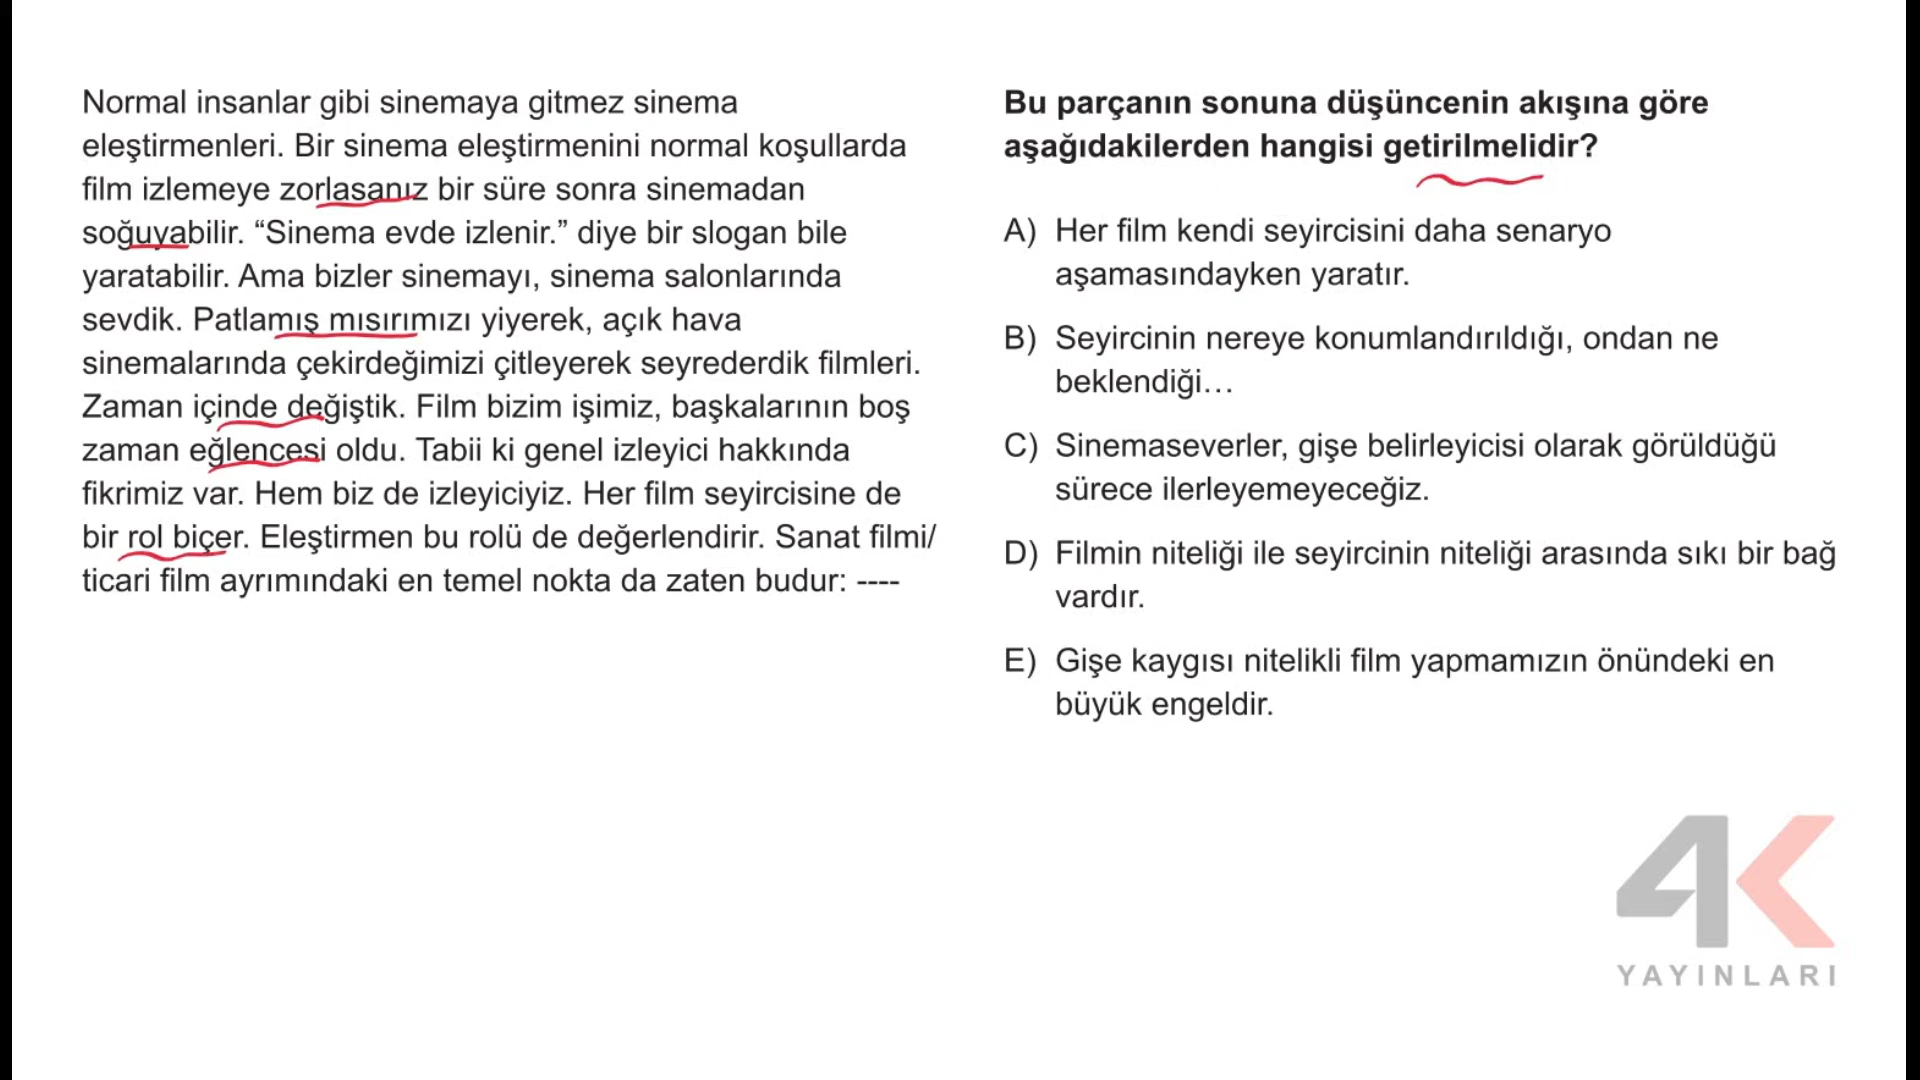 Normal insanlar gibi sinemaya gitmez sinema
eleştirmenleri. Bir sinema eleştirmenini normal koşullarda
film izlemeye zorlasanız bir süre sonra sinemadan
soğuyabilir. “Sinema evde izlenir.” diye bir slogan bile
yaratabilir. Ama bizler sinemayı, sinema salonlarında
sevdik. Patlamış mısırımızı yiyerek, açık hava
sinemalarında çekirdeğimizi çitleyerek seyrederdik filmleri.
Zaman içinde değiştik. Film bizim işimiz, başkalarının boş
zaman eğlencesi oldu. Tabii ki genel izleyici hakkında
fikrimiz var. Hem biz de izleyiciyiz. Her film seyircisine de
bir rol biçer. Eleştirmen bu rolü de değerlendirir. Sanat filmi/
ticari film ayrımındaki en temel nokta da zaten budur: ----
Bu parçanın sonuna düşüncenin akışına göre
aşağıdakilerden hangisi getirilmelidir?
A) Her film kendi seyircisini daha senaryo
aşamasındayken yaratır.
B) Seyircinin nereye konumlandırıldığı, ondan ne
beklendiği…
C) Sinemaseverler, gişe belirleyicisi olarak görüldüğü
sürece ilerleyemeyeceğiz.
D) Filmin niteliği ile seyircinin niteliği arasında sıkı bir bağ
vardır.
E) Gişe kaygısı nitelikli film yapmamızın önündeki en
büyük engeldir.
4K
YAYINLARI